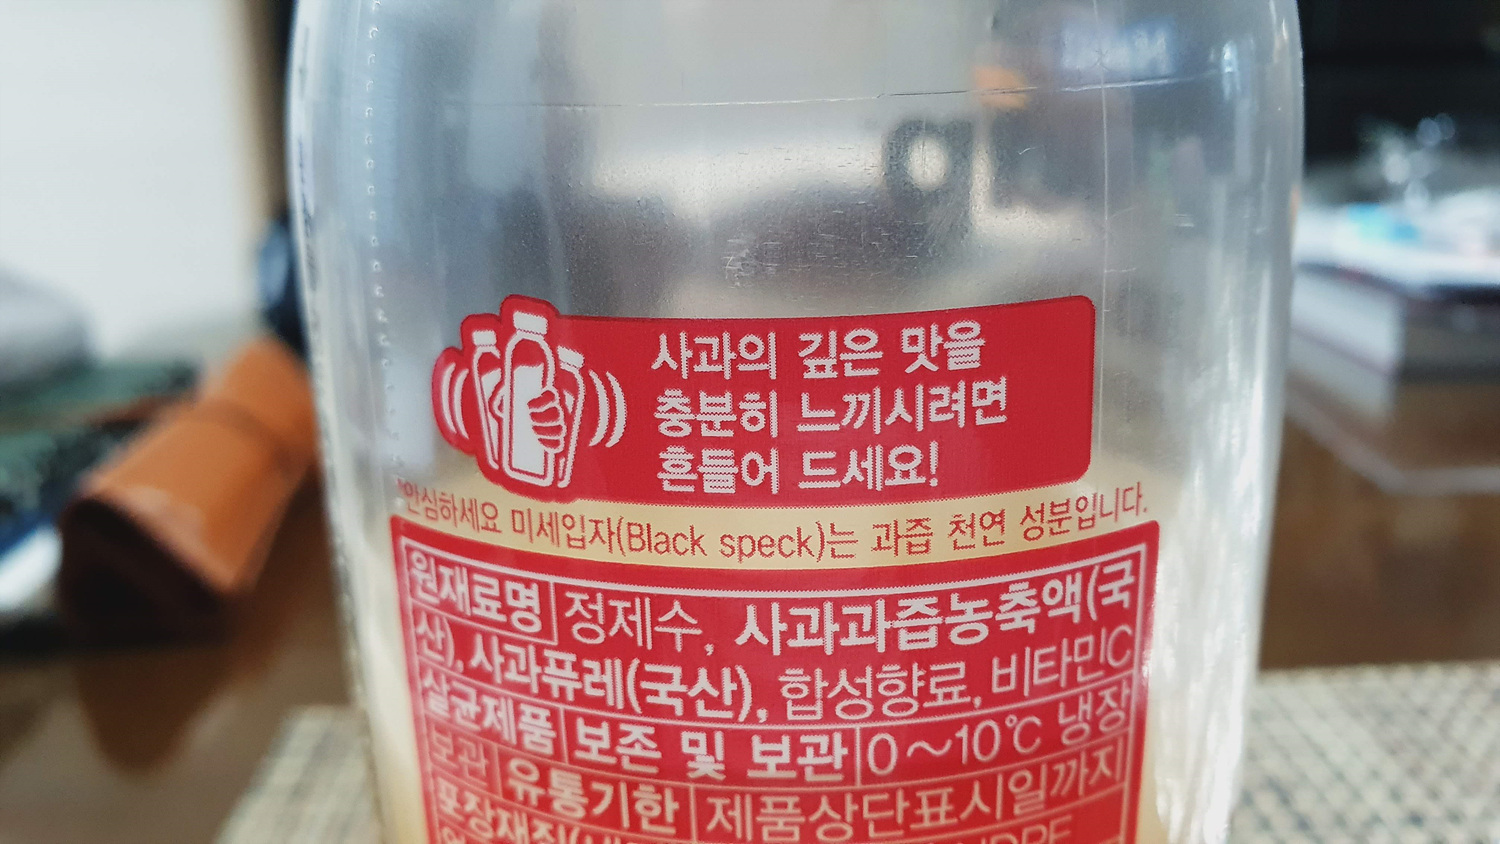 사과의 깊은 맛을
충분히 느끼시려면
흔들어 드세요!
*안심하세요 미세입자(Black speck)는 과즙 천연 성분입니다.
원재료명 정제수, 사과과즙농축액(국
산), 사과퓨레(국산), 합성향료, 비타민C
살균제품 보존 및 보관 0~10℃ 냉장
보관 유통기한 제품상단표시일까지
포장재질